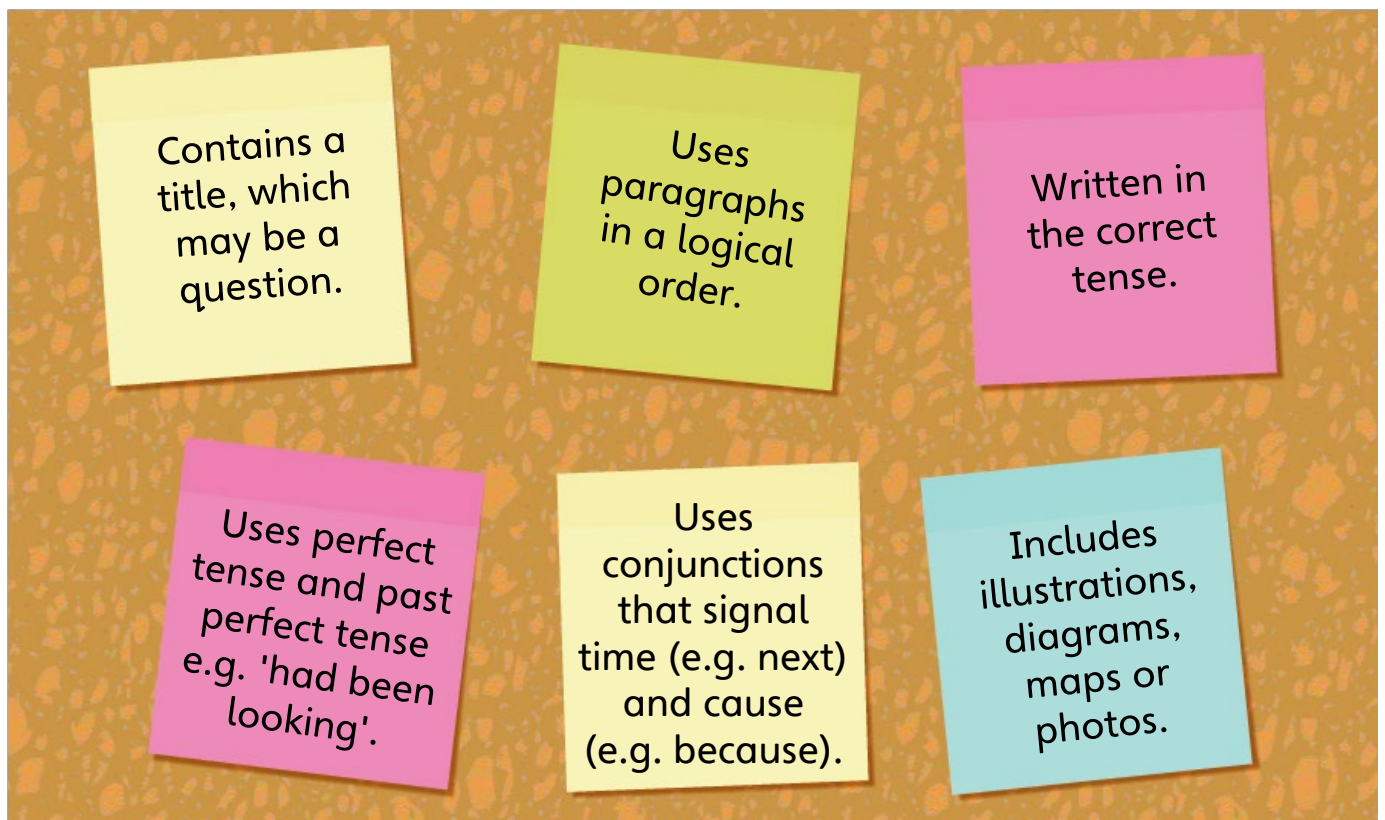 Contains a
title, which
may be a
question.
Uses
paragraphs
in a logical
order.
Written in
the correct
tense.
Uses perfect
tense and past
perfect tense
e.g. 'had been
looking'.
Uses
conjunctions
that signal
time (e.g. next)
and cause
(e.g. because).
Includes
illustrations,
diagrams,
maps or
photos.